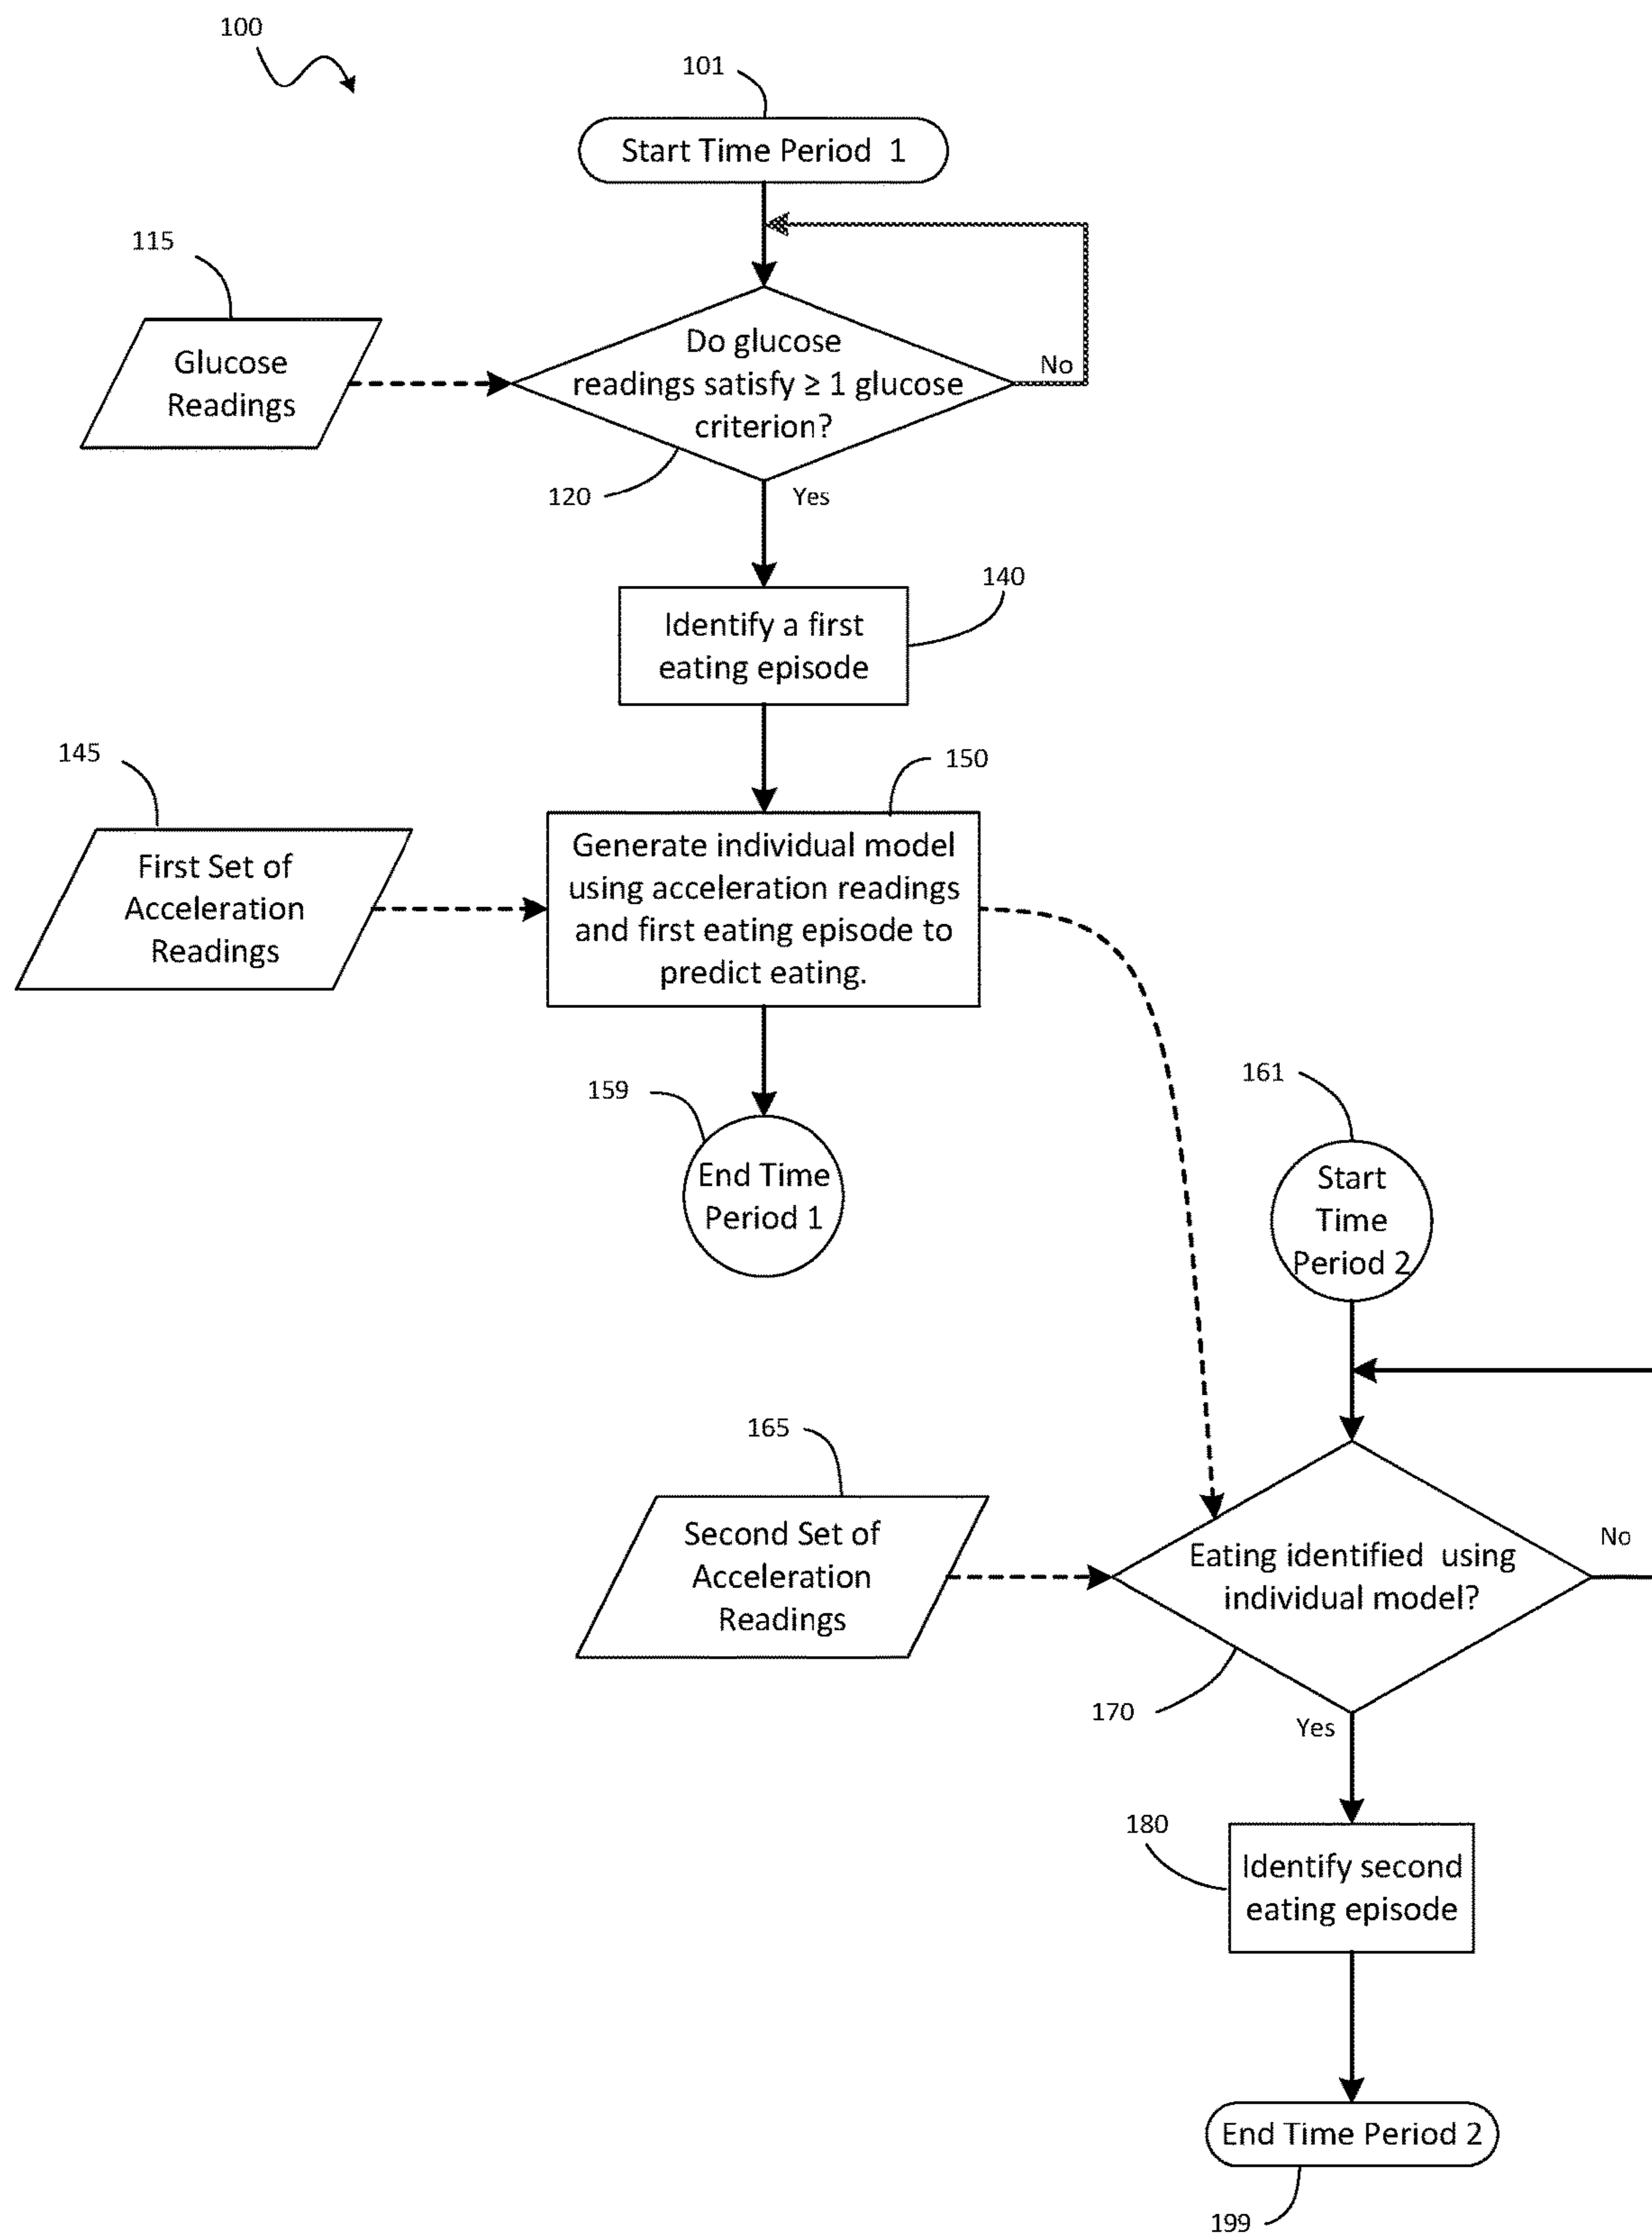 100
101
Start Time Period 1
115
Glucose
Readings
Do glucose
readings satisfy ≥ 1 glucose
criterion?
No
120
Yes
140
Identify a first
eating episode
145
150
First Set of
Acceleration
Readings
Generate individual model
using acceleration readings
and first eating episode to
predict eating.
159
End Time
Period 1
161
Start
Time
Period 2
165
Second Set of
Acceleration
Readings
Eating identified using
individual model?
No
170
Yes
180
Identify second
eating episode
End Time Period 2
199